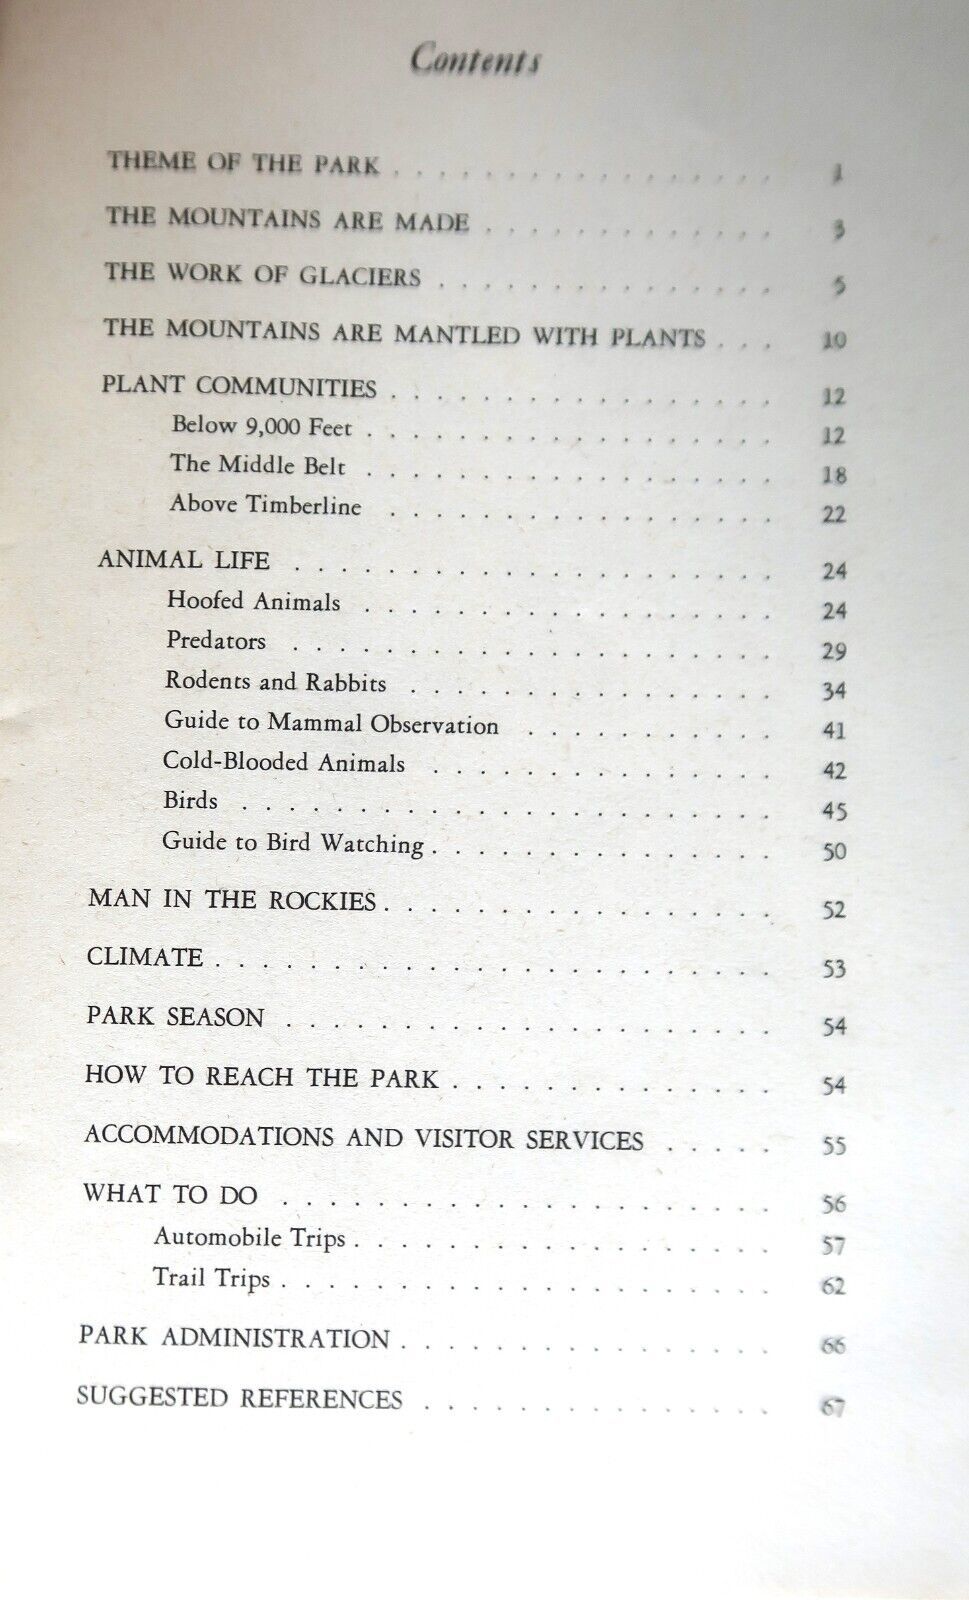 Contents
THEME OF THE PARK . . . . . . . . . . . . . . . . . 1
THE MOUNTAINS ARE MADE . . . . . . . . . . . . . 3
THE WORK OF GLACIERS . . . . . . . . . . . . . . . 5
THE MOUNTAINS ARE MANTLED WITH PLANTS . . . 10
PLANT COMMUNITIES . . . . . . . . . . . . . . . . . 12
Below 9,000 Feet . . . . . . . . . . . . . . . . . . 12
The Middle Belt . . . . . . . . . . . . . . . . . . 18
Above Timberline . . . . . . . . . . . . . . . . . 22
ANIMAL LIFE . . . . . . . . . . . . . . . . . . . . . 24
Hoofed Animals . . . . . . . . . . . . . . . . . . 24
Predators . . . . . . . . . . . . . . . . . . . . . 29
Rodents and Rabbits . . . . . . . . . . . . . . . . 34
Guide to Mammal Observation . . . . . . . . . . . 41
Cold-Blooded Animals . . . . . . . . . . . . . . . 42
Birds . . . . . . . . . . . . . . . . . . . . . . . 45
Guide to Bird Watching . . . . . . . . . . . . . . . 50
MAN IN THE ROCKIES . . . . . . . . . . . . . . . . . 52
CLIMATE . . . . . . . . . . . . . . . . . . . . . . . . 53
PARK SEASON . . . . . . . . . . . . . . . . . . . . . 54
HOW TO REACH THE PARK . . . . . . . . . . . . . . 54
ACCOMMODATIONS AND VISITOR SERVICES . . . . . 55
WHAT TO DO . . . . . . . . . . . . . . . . . . . . . 56
Automobile Trips . . . . . . . . . . . . . . . . . . 57
Trail Trips . . . . . . . . . . . . . . . . . . . . . 62
PARK ADMINISTRATION . . . . . . . . . . . . . . . . 66
SUGGESTED REFERENCES . . . . . . . . . . . . . . . 67